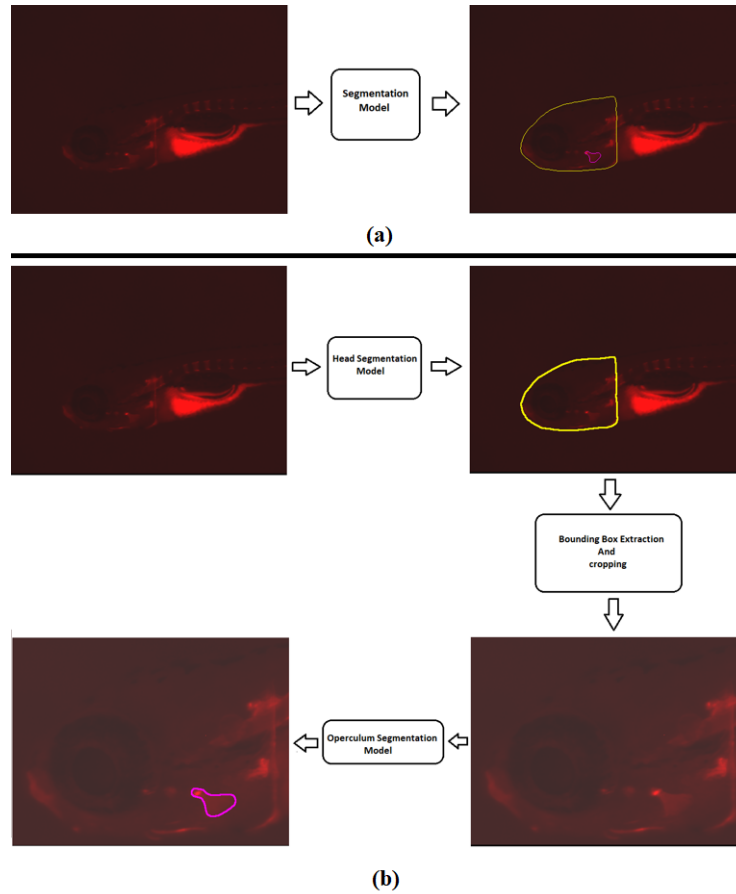 Segmentation
Model
(a)
Head Segmentation
Model
Bounding Box Extraction
And
cropping
Operculum Segmentation
Model
(b)